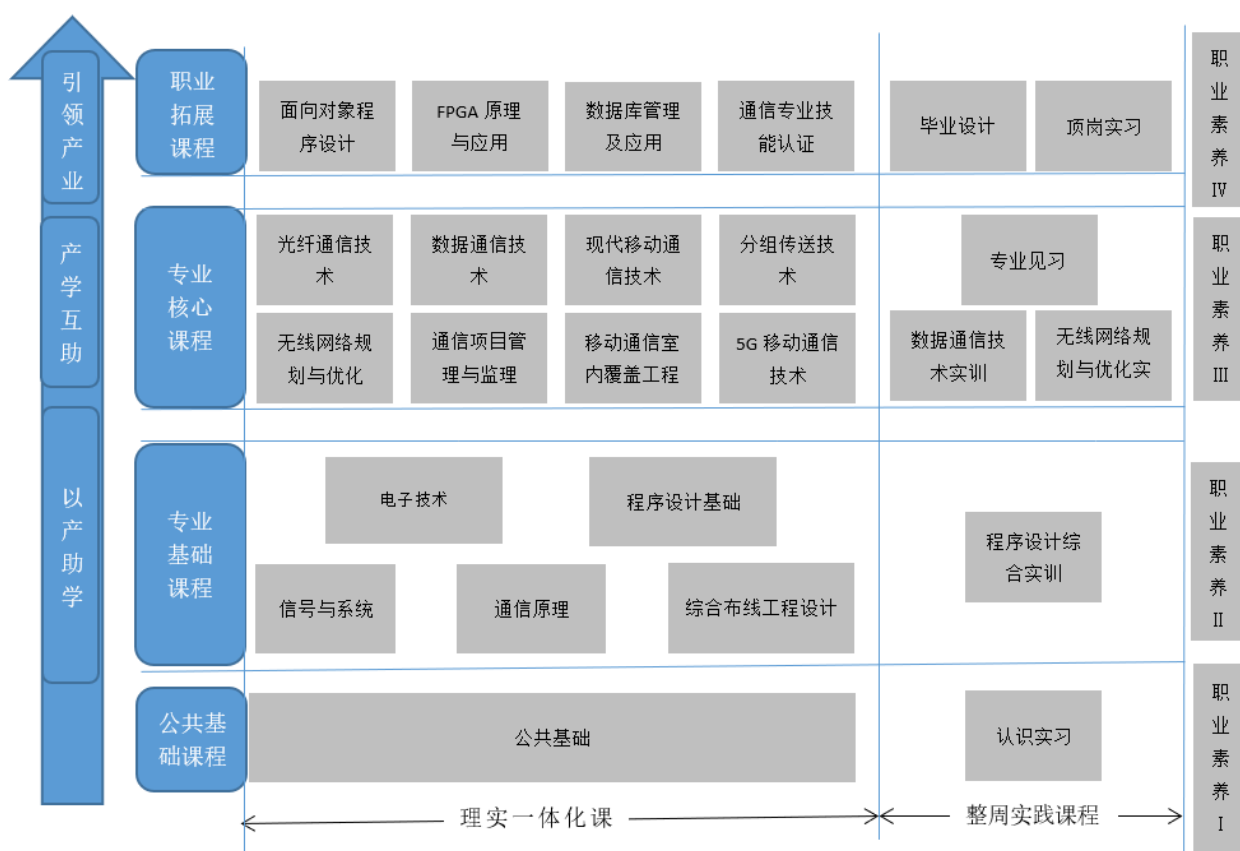 引
领
产
业
职业
拓展
课程
面向对象程
序设计
FPGA 原理
与应用
数据库管理
及应用
通信专业技
能认证
毕业设计
顶岗实习
职
业
素
养
IV
产
学
互
助
专业
核心
课程
光纤通信技
术
数据通信技
术
现代移动通
信技术
分组传送技
术
专业见习
无线网络规
划与优化
通信项目管
理与监理
移动通信室
内覆盖工程
5G 移动通信
技术
数据通信技
术实训
无线网络规
划与优化实
职
业
素
养
III
以
产
助
学
专业
基础
课程
电子技术
程序设计基础
信号与系统
通信原理
综合布线工程设计
程序设计综
合实训
职
业
素
养
II
公共基
础课程
公共基础
认识实习
职
业
素
养
I
理实一体化课
整周实践课程